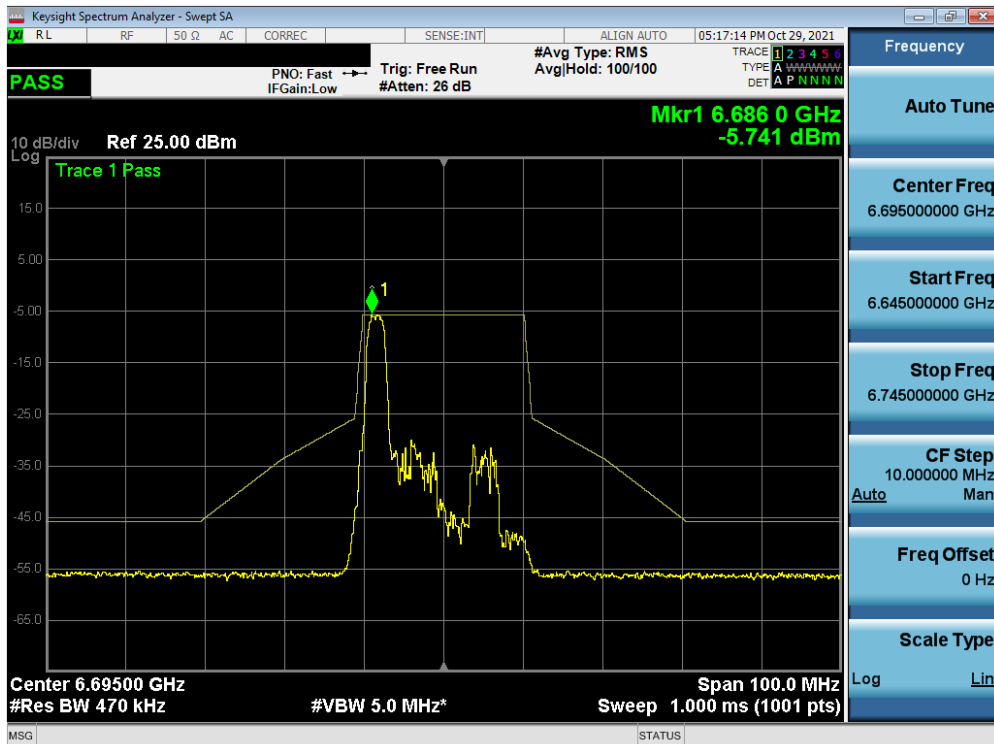 Keysight Spectrum Analyzer - Swept SA
LXI RL RF 50 Ω AC CORREC SENSE:INT ALIGN AUTO 05:17:14 PM Oct 29, 2021
PASS
PNO: Fast
IFGain:Low
Trig: Free Run
#Atten: 26 dB
#Avg Type: RMS
Avg|Hold: 100/100
TRACE 1 2 3 4 5 6
TYPE A W W W W W
DET A P N N N N
Mkr1 6.686 0 GHz
-5.741 dBm
10 dB/div Ref 25.00 dBm
Log
Trace 1 Pass
15.0
5.00
-5.00
-15.0
-25.0
-35.0
-45.0
-55.0
-65.0
1
Center 6.69500 GHz Span 100.0 MHz
#Res BW 470 kHz #VBW 5.0 MHz* Sweep 1.000 ms (1001 pts)
MSG STATUS
Frequency
Auto Tune
Center Freq
6.695000000 GHz
Start Freq
6.645000000 GHz
Stop Freq
6.745000000 GHz
CF Step
10.000000 MHz
Auto Man
Freq Offset
0 Hz
Scale Type
Log Lin